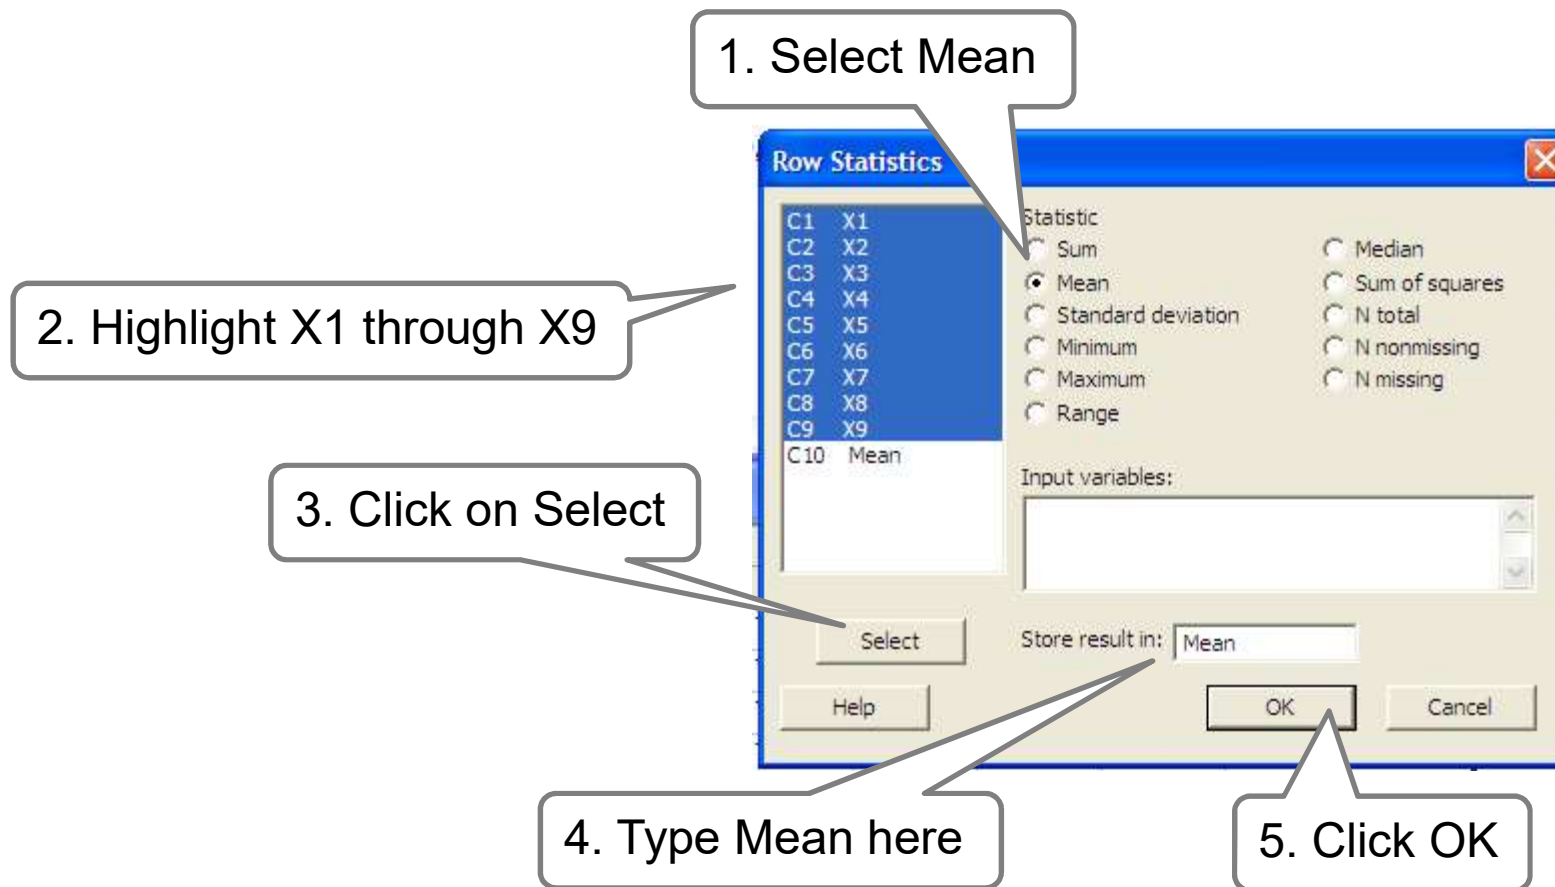 1. Select Mean
Row Statistics
C1 X1
C2 X2
C3 X3
C4 X4
C5 X5
C6 X6
C7 X7
C8 X8
C9 X9
C10 Mean
Statistic
Sum
Mean
Standard deviation
Minimum
Maximum
Range
Median
Sum of squares
N total
N nonmissing
N missing
2. Highlight X1 through X9
Input variables:
3. Click on Select
Select
Store result in: Mean
Help
OK
Cancel
4. Type Mean here
5. Click OK